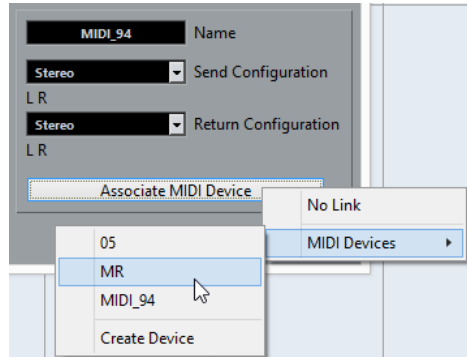 MIDI_94 Name
Stereo Send Configuration
L R
Stereo Return Configuration
L R
Associate MIDI Device
No Link
MIDI Devices
05
MR
MIDI_94
Create Device